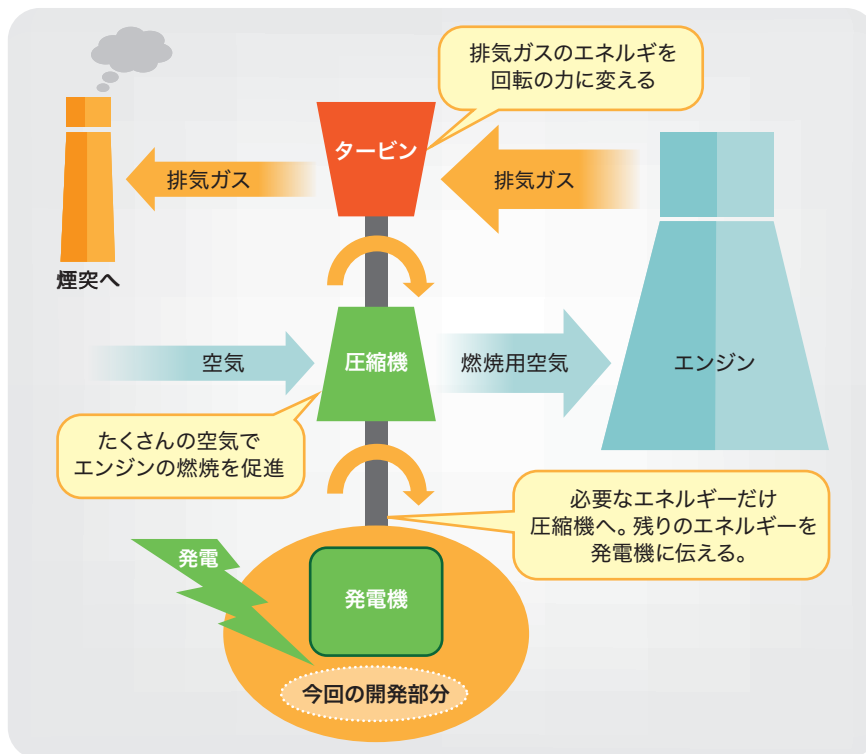 排気ガスのエネルギを
回転の力に変える
タービン
排気ガス
排気ガス
煙突へ
空気
圧縮機
燃焼用空気
エンジン
たくさんの空気で
エンジンの燃焼を促進
必要なエネルギーだけ
圧縮機へ。残りのエネルギーを
発電機に伝える。
発電
発電機
今回の開発部分